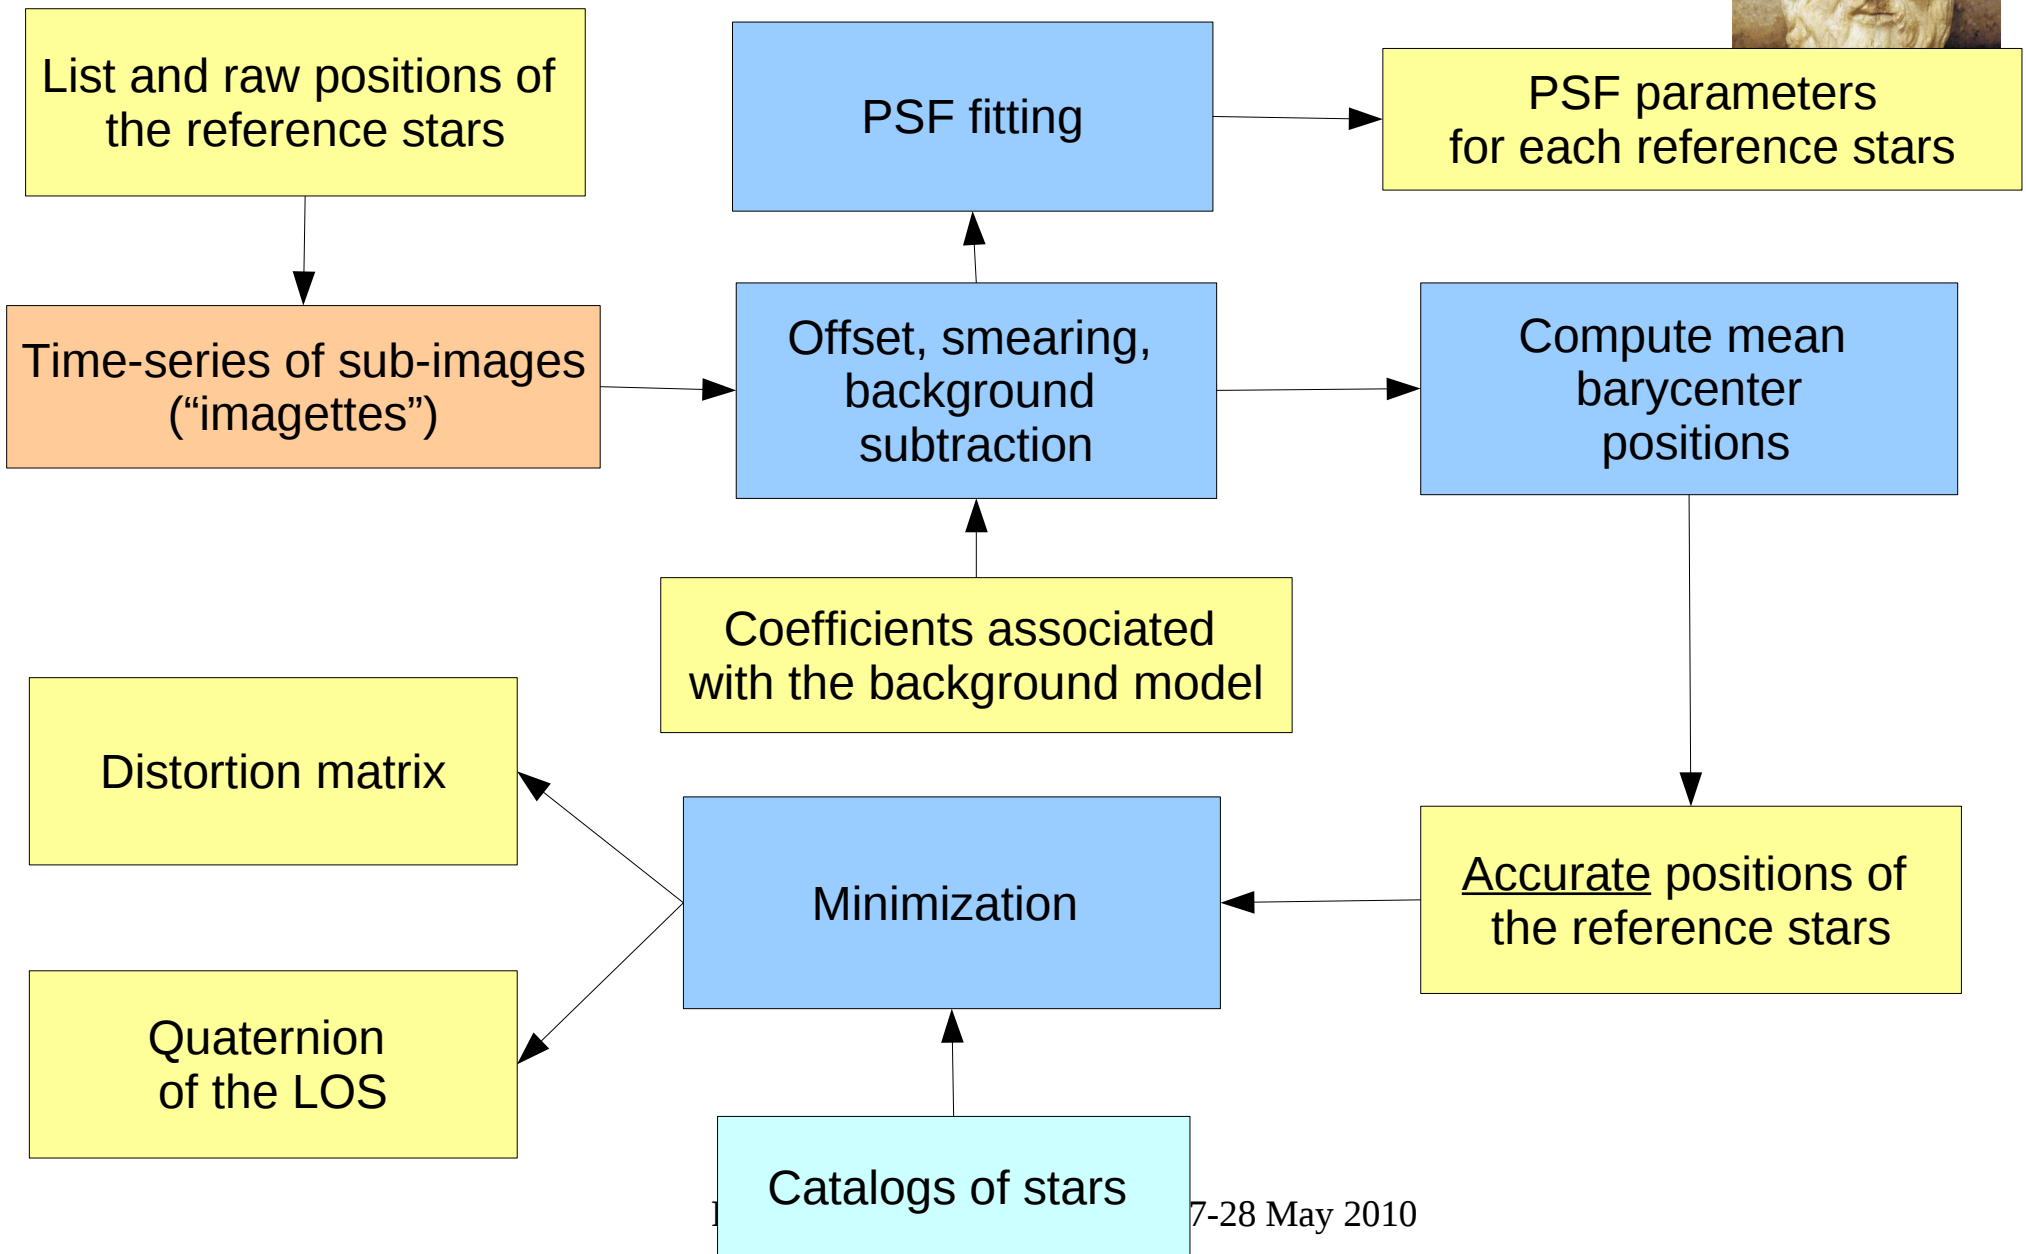 List and raw positions of
the reference stars
PSF fitting
PSF parameters
for each reference stars
Time-series of sub-images
(“imagettes”)
Offset, smearing,
background
subtraction
Compute mean
barycenter
positions
Coefficients associated
with the background model
Distortion matrix
Minimization
Accurate positions of
the reference stars
Quaternion
of the LOS
Catalogs of stars
7-28 May 2010